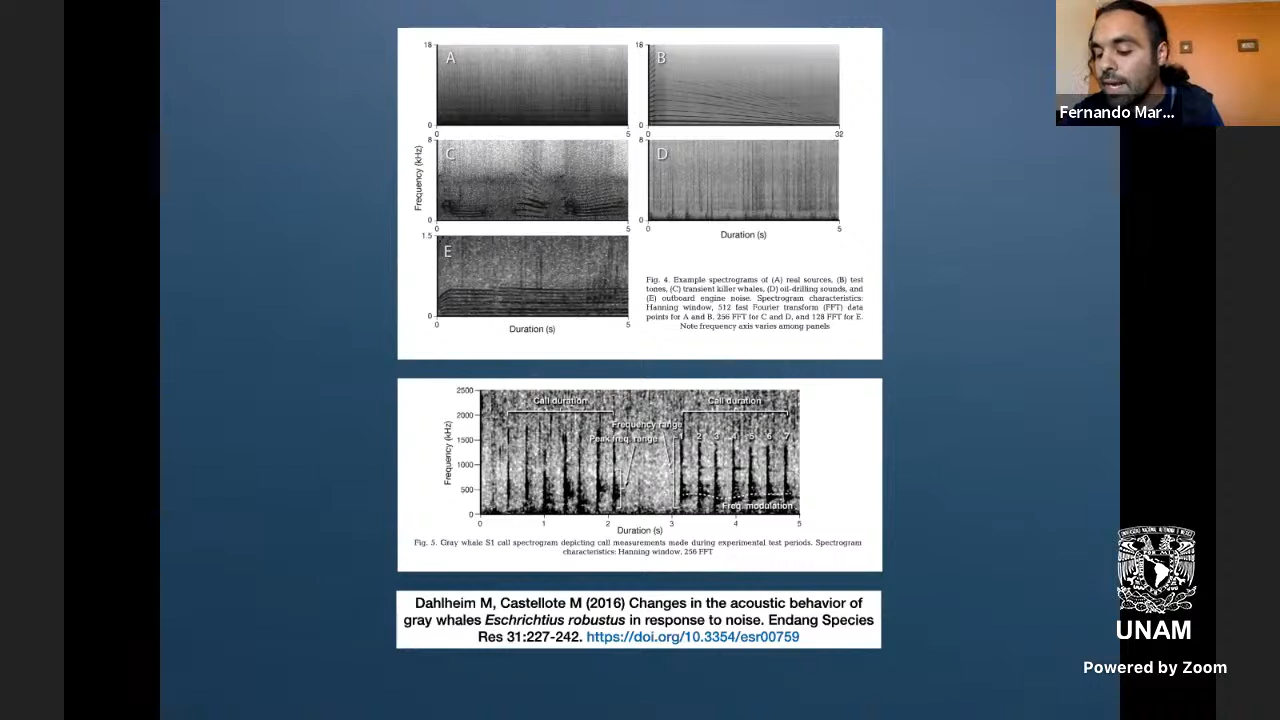 Fernando Mar...
18
A
0
0
5
18
B
0
0
32
Frequency (kHz)
8
C
0
0
5
8
D
0
0
5
Duration (s)
1.5
E
0
0
5
Duration (s)
Fig. 4. Example spectrograms of (A) real sources, (B) test
tones, (C) transient killer whales, (D) oil-drilling sounds, and
(E) outboard engine noise. Spectrogram characteristics:
Hanning window, 512 fast Fourier transform (FFT) data
points for A and B, 256 FFT for C and D, and 128 FFT for E.
Note frequency axis varies among panels
Frequency (kHz)
2500
2000
1500
1000
500
0
Call duration
Call duration
Frequency range
Peak freq. range
1 2 3 4 5 6 7
Freq. modulation
0 1 2 3 4 5
Duration (s)
Fig. 5. Gray whale S1 call spectrogram depicting call measurements made during experimental test periods. Spectrogram
characteristics: Hanning window, 256 FFT
Dahlheim M, Castellote M (2016) Changes in the acoustic behavior of
gray whales Eschrichtius robustus in response to noise. Endang Species
Res 31:227-242. https://doi.org/10.3354/esr00759
UNAM
Powered by Zoom